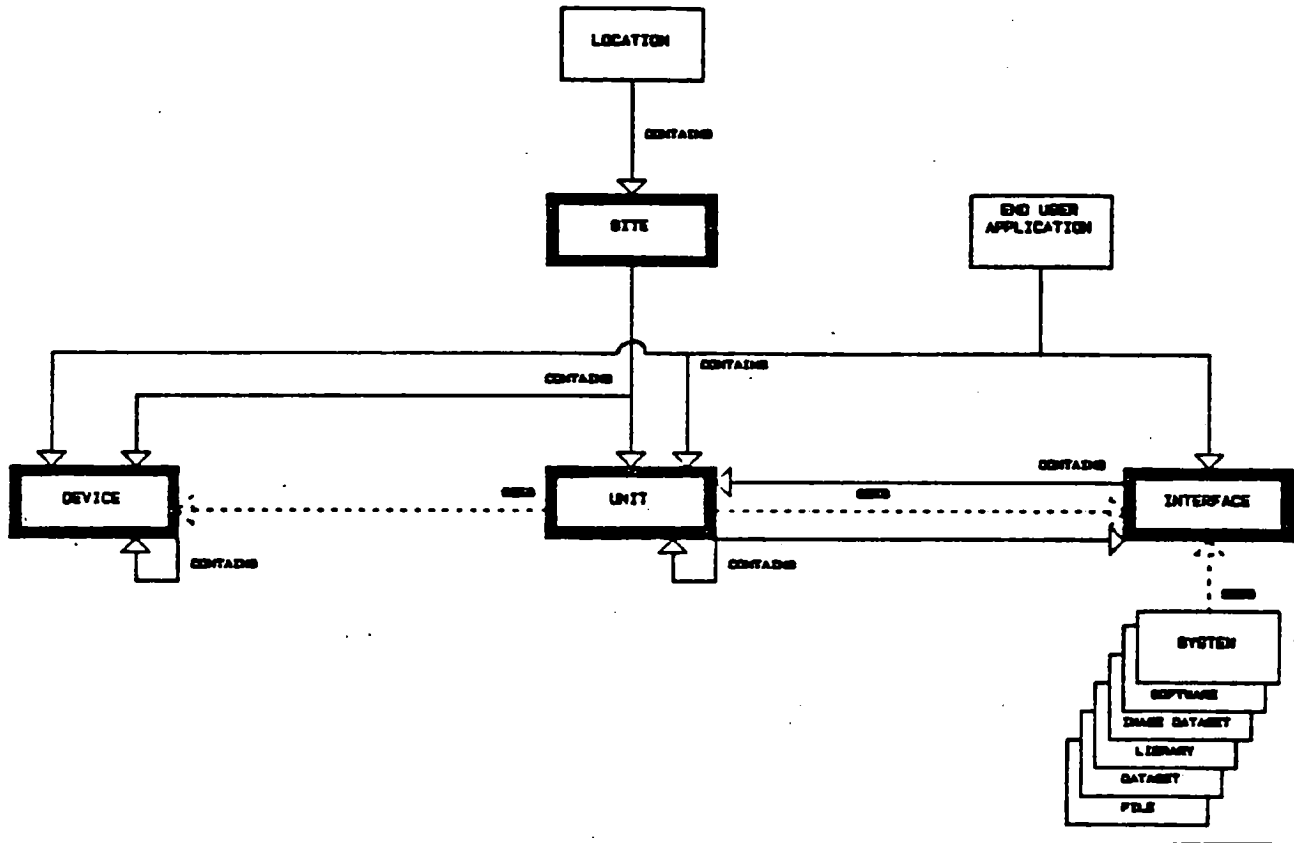 LOCATION
CONTAINS
SITE
END USER
APPLICATION
CONTAINS
CONTAINS
CONTAINS
DEVICE
UNIT
INTERFACE
CONTAINS
CONTAINS
SYSTEM
SOFTWARE
IMAGE DATASET
LIBRARY
DATASET
FILE